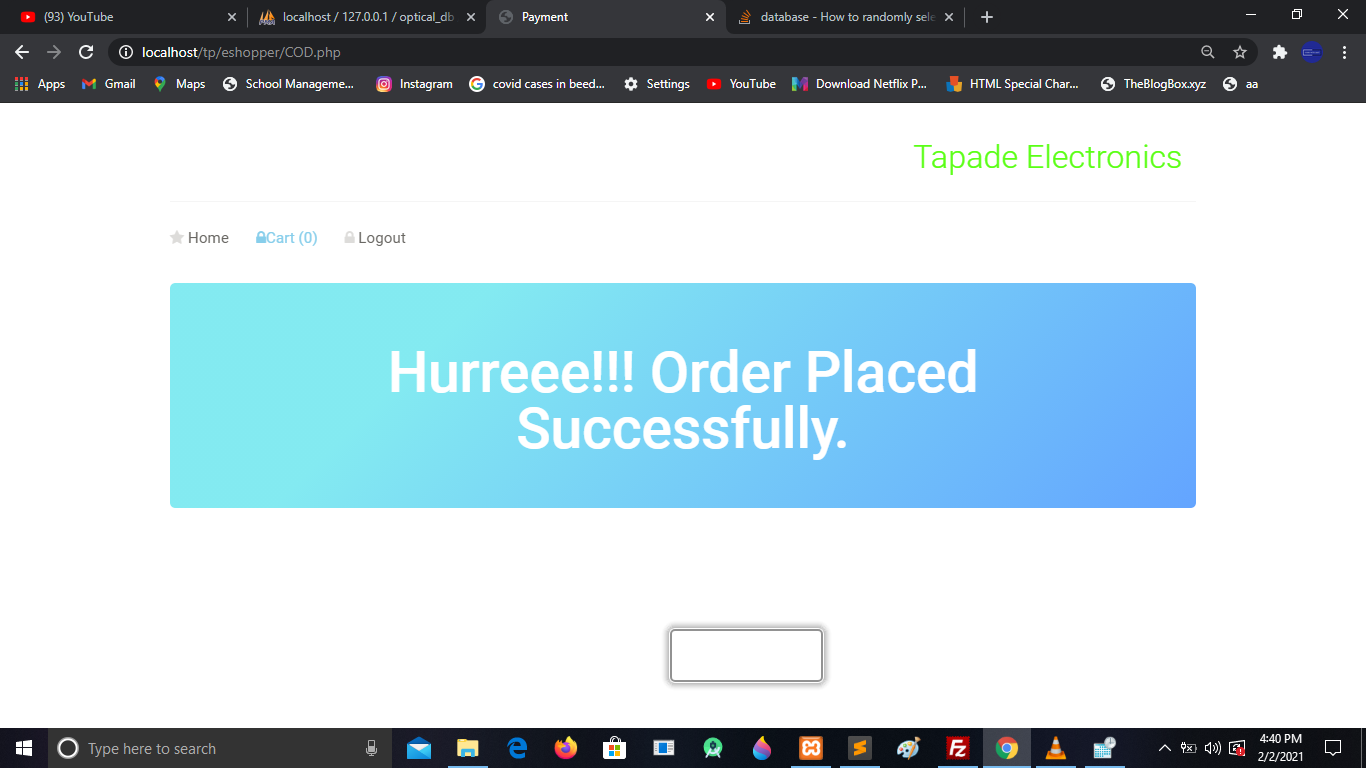 (93) YouTube
localhost / 127.0.0.1 / optical_db
Payment
database - How to randomly sele
localhost/tp/eshopper/COD.php
Apps
Gmail
Maps
School Manageme...
Instagram
covid cases in beed...
Settings
YouTube
Download Netflix P...
HTML Special Char...
TheBlogBox.xyz
aa
Tapade Electronics
Home
Cart (0)
Logout
Hurreee!!! Order Placed
Successfully.
Type here to search
4:40 PM
2/2/2021